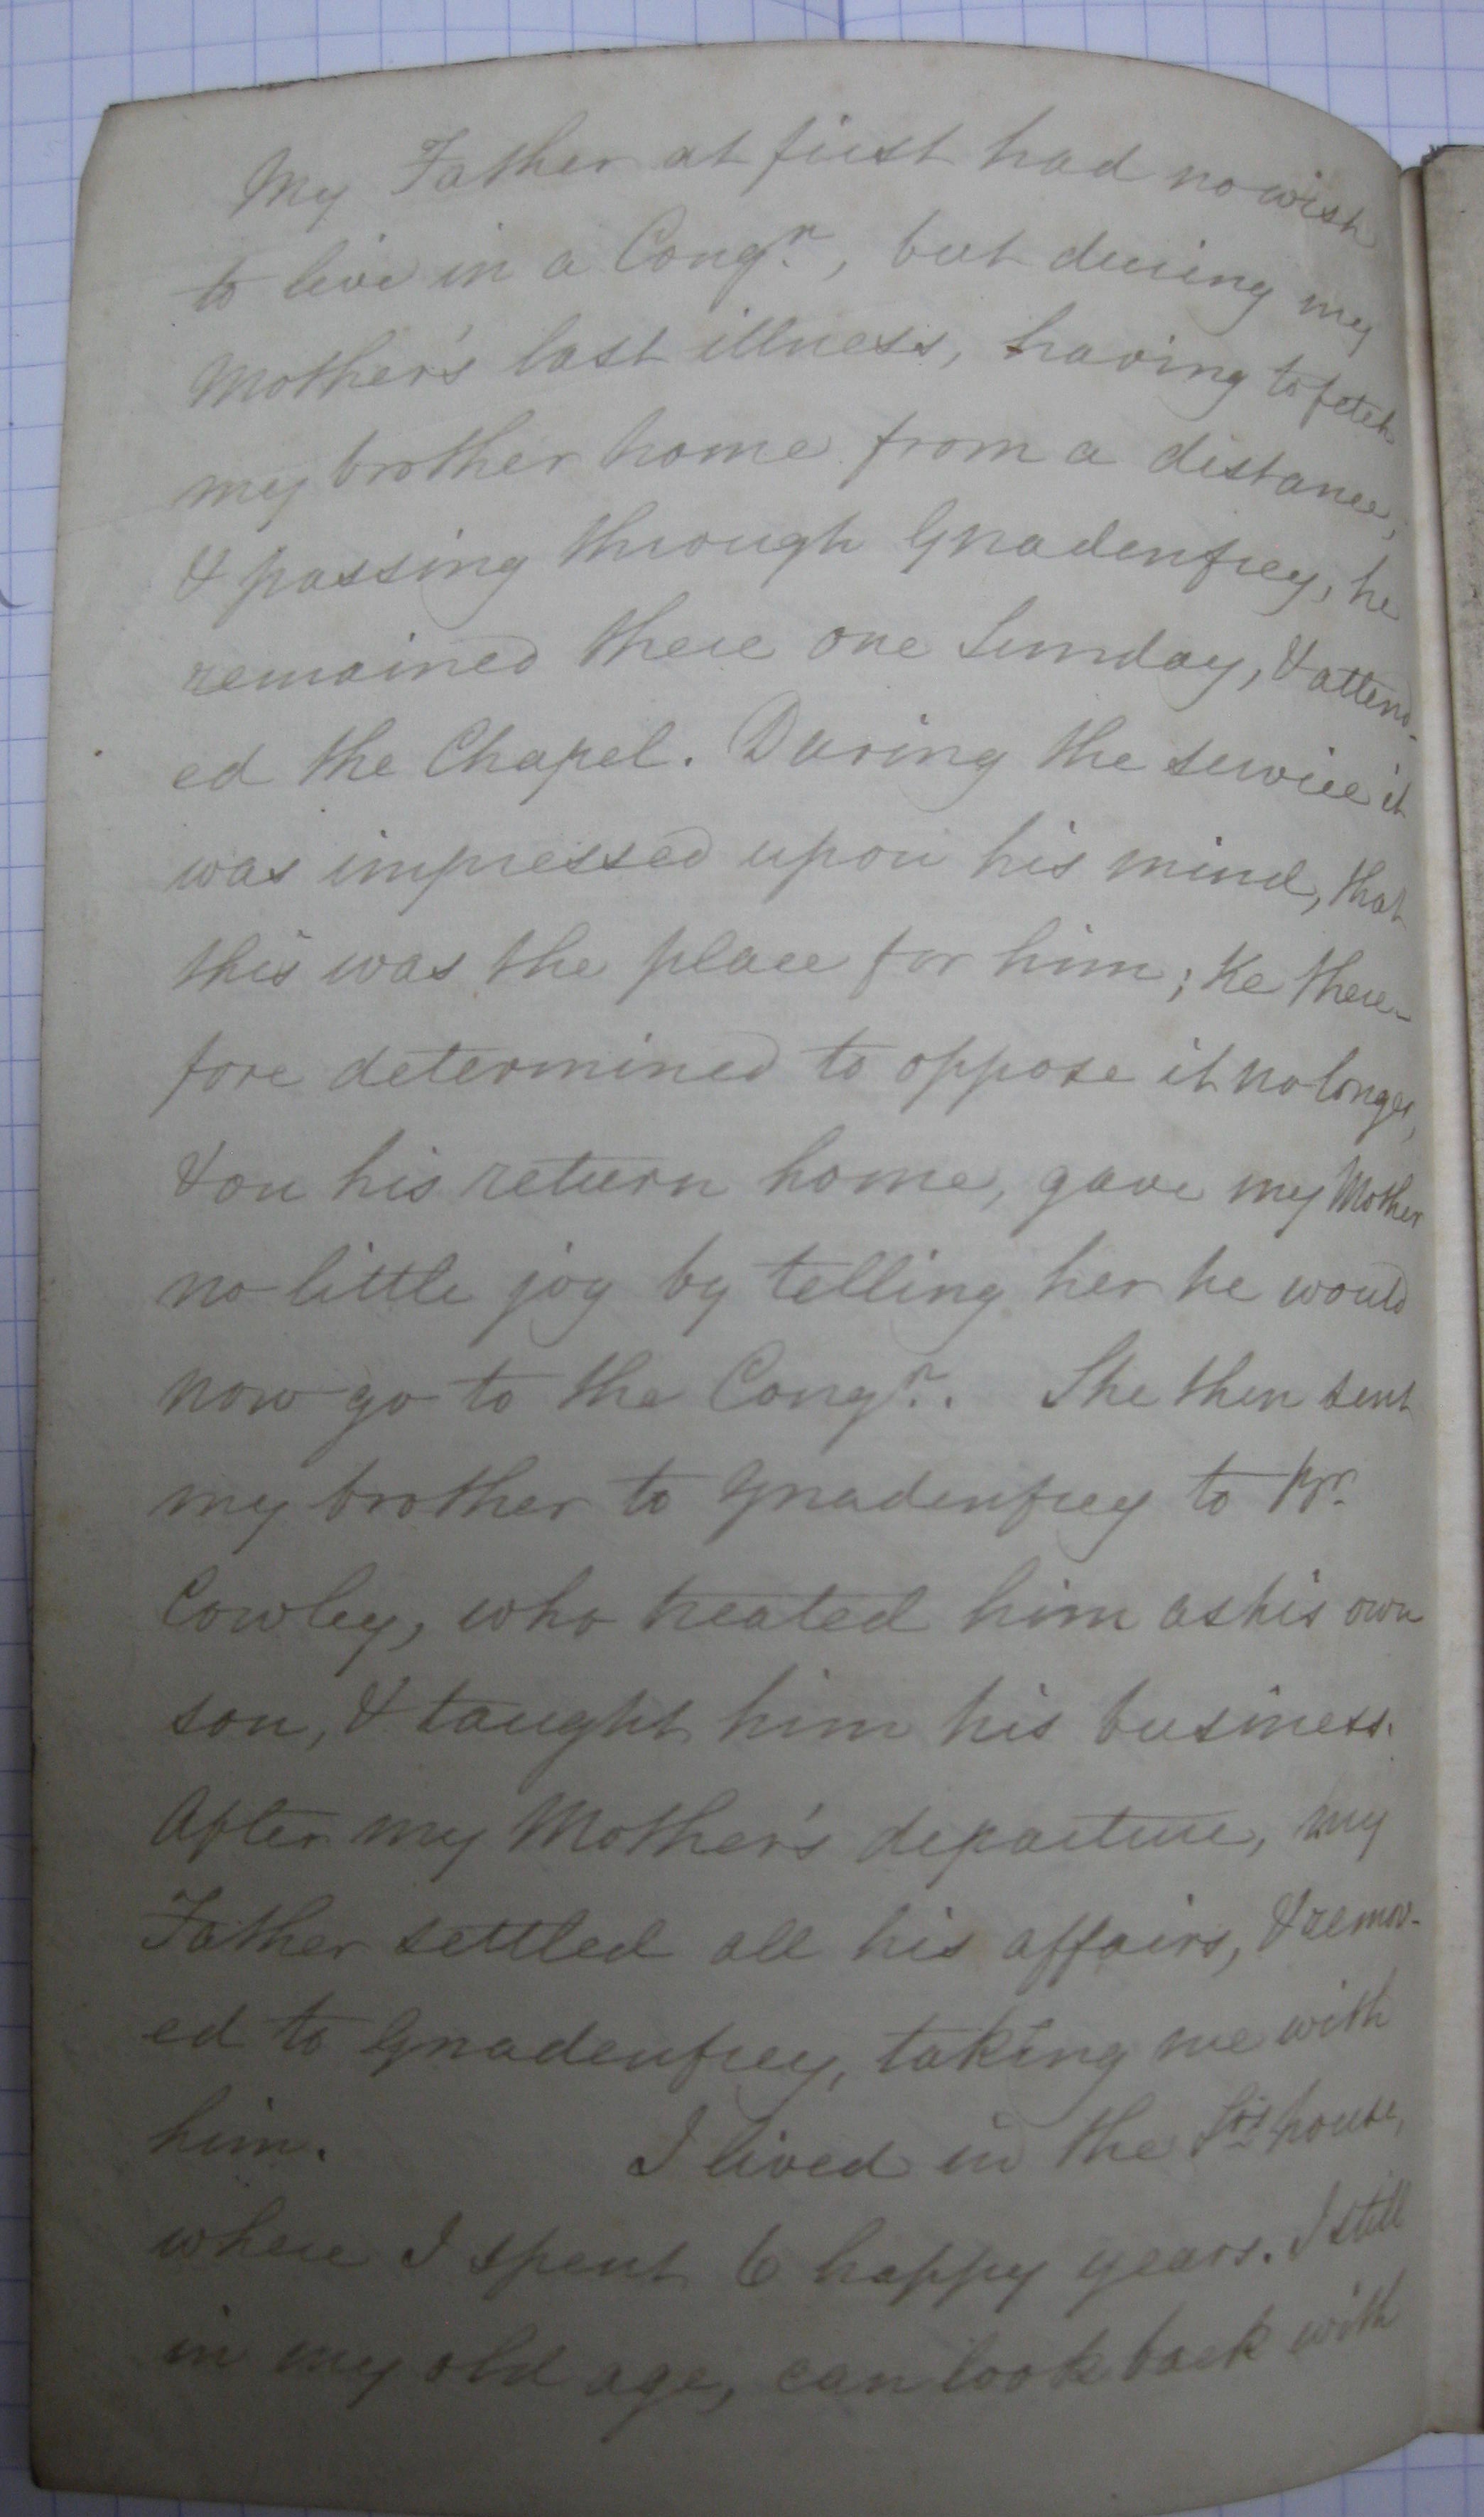 My Father at first had no wish
to live in a Congn., but during my
Mother's last illness, having to fetch
my brother home from a distance,
& passing through Gnadenfrey, he
remained there one Sunday, & attend-
ed the Chapel. During the service it
was impressed upon his mind, that
this was the place for him; He there-
fore determined to oppose it no longer,
& on his return home, gave my Mother
no little joy by telling her he would
now go to the Congn.. She then sent
my brother to Gnadenfrey to Br.
Cowley, who treated him as his own
son, & taught him his business.
After my Mother's departure, my
Father settled all his affairs, & remov-
ed to Gnadenfrey, taking me with
him. I lived in the Srs house,
where I spent 6 happy years. I still
in my old age, can look back with